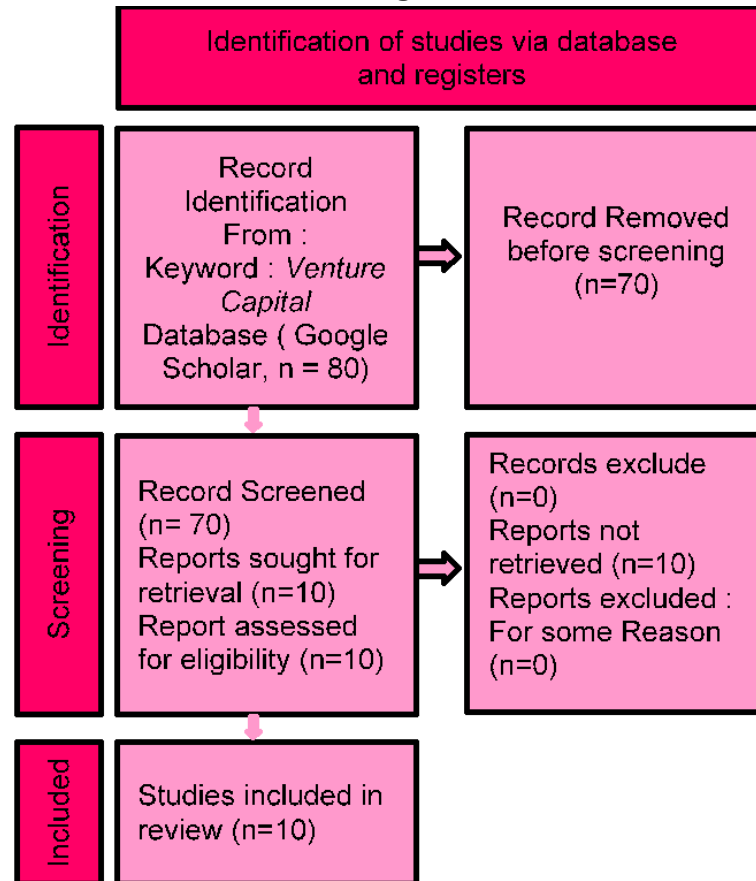 Identification of studies via database
and registers
Identification
Record
Identification
From :
Keyword : Venture
Capital
Database ( Google
Scholar, n = 80)
Record Removed
before screening
(n=70)
Screening
Record Screened
(n= 70)
Reports sought for
retrieval (n=10)
Report assessed
for eligibility (n=10)
Records exclude
(n=0)
Reports not
retrieved (n=10)
Reports excluded :
For some Reason
(n=0)
Included
Studies included in
review (n=10)